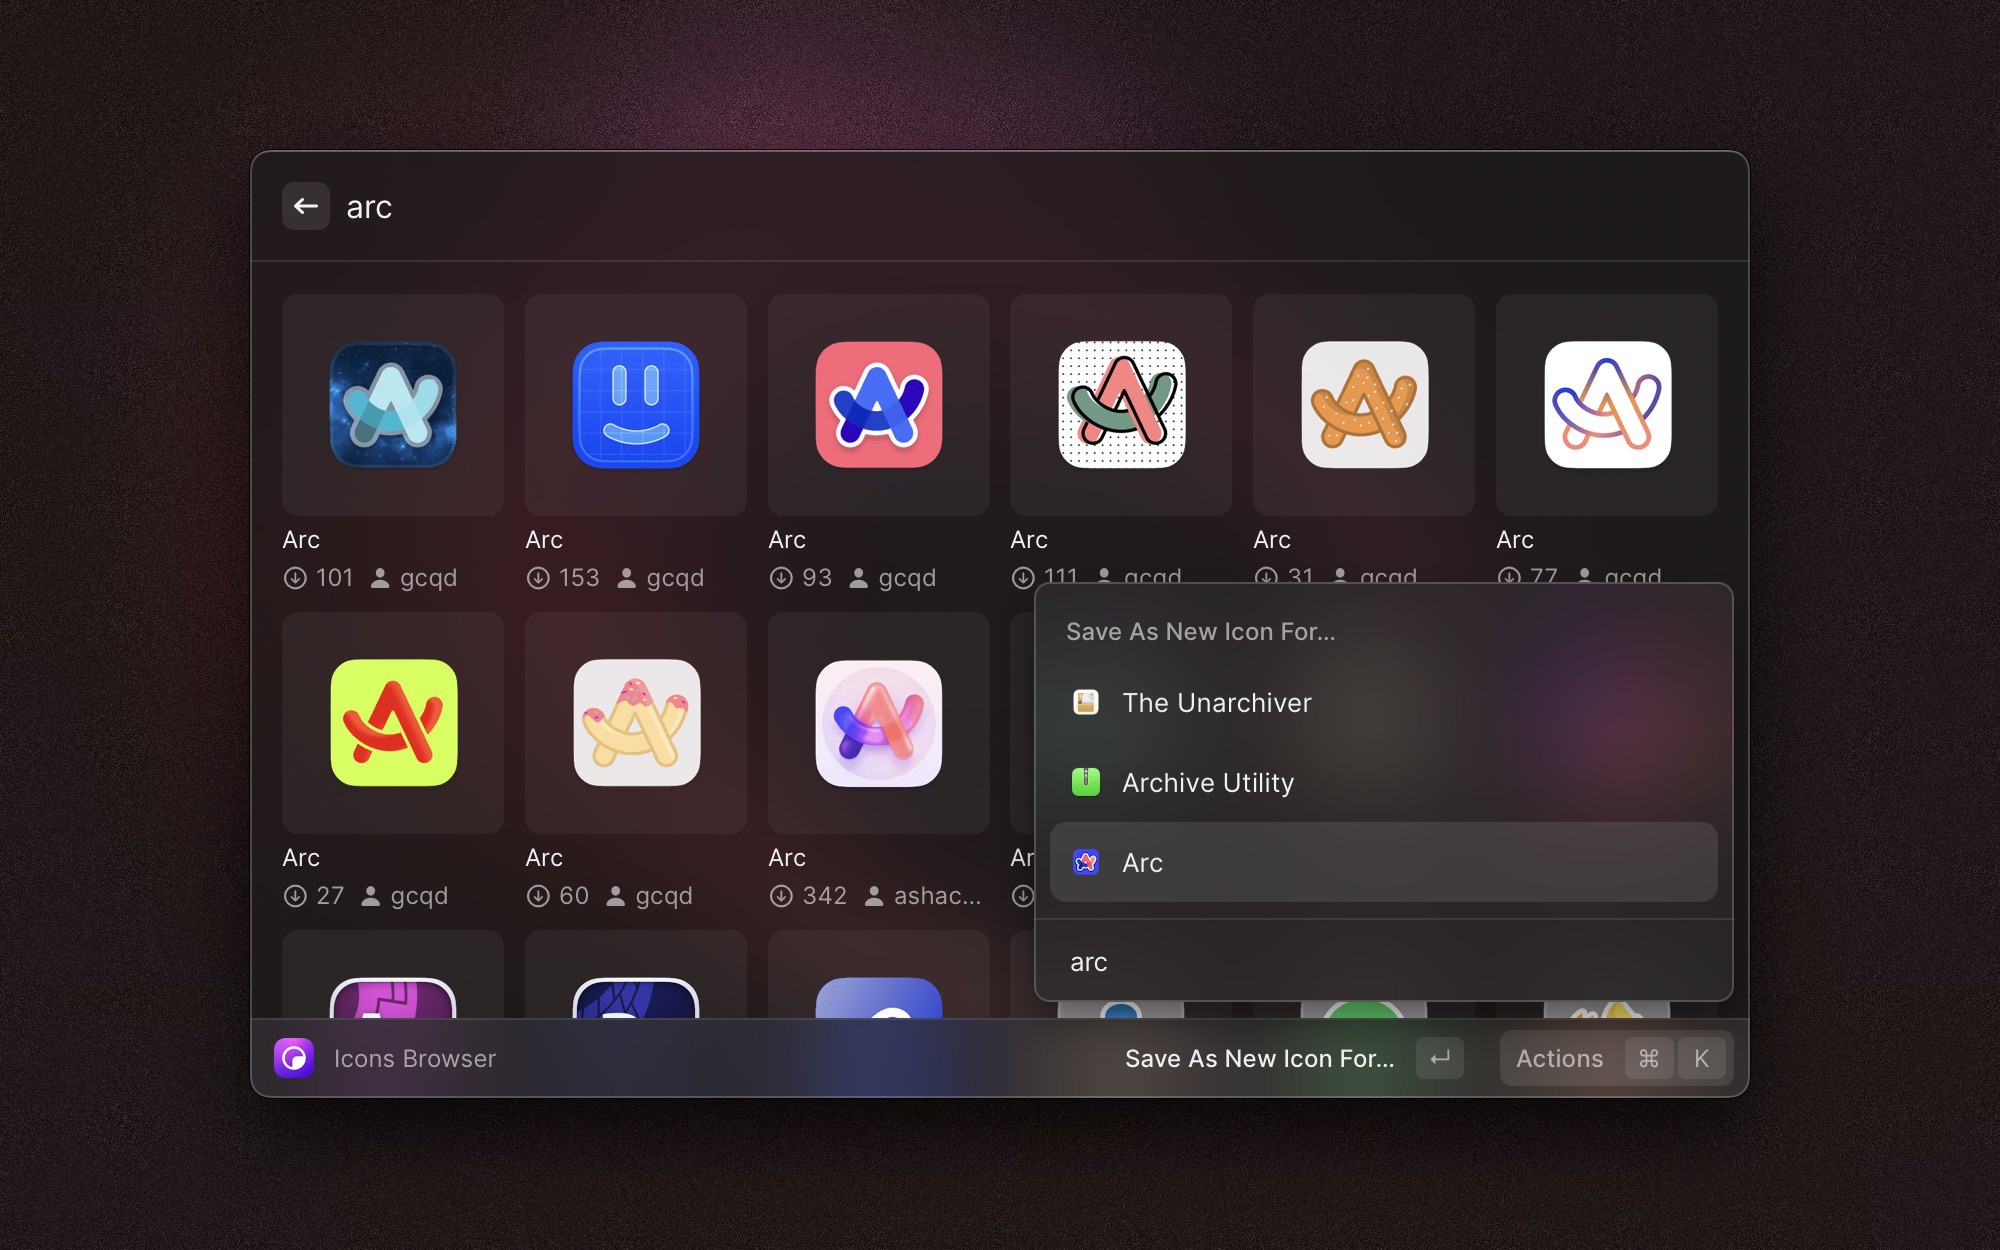 arc
Arc Arc Arc Arc Arc Arc
101 gcqd 153 gcqd 93 gcqd 111 gcqd 31 gcqd 77 gcqd
Save As New Icon For...
The Unarchiver
Archive Utility
Arc
arc
Arc Arc Arc Ar
27 gcqd 60 gcqd 342 ashac...
Icons Browser Save As New Icon For... Actions ⌘ K